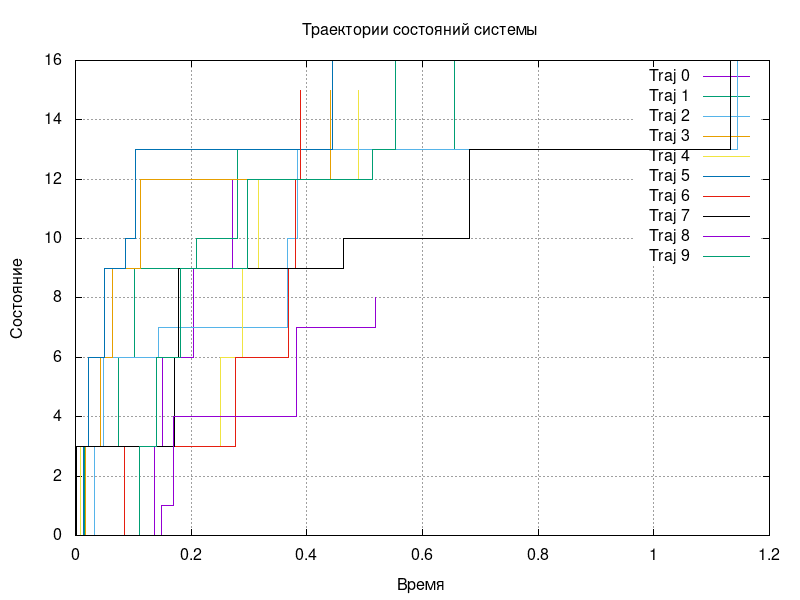 Траектории состояний системы
16
14
12
10
8
6
4
2
0
0 0.2 0.4 0.6 0.8 1 1.2
Состояние
Время
Traj 0
Traj 1
Traj 2
Traj 3
Traj 4
Traj 5
Traj 6
Traj 7
Traj 8
Traj 9